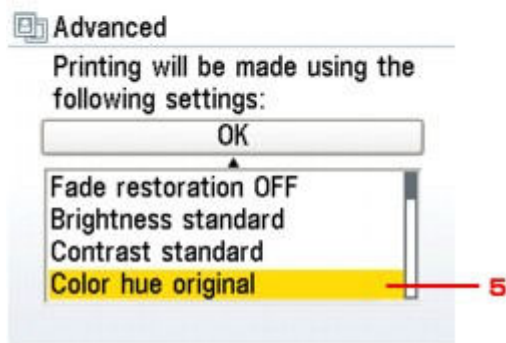 Advanced
Printing will be made using the
following settings:
OK
Fade restoration OFF
Brightness standard
Contrast standard
Color hue original
5